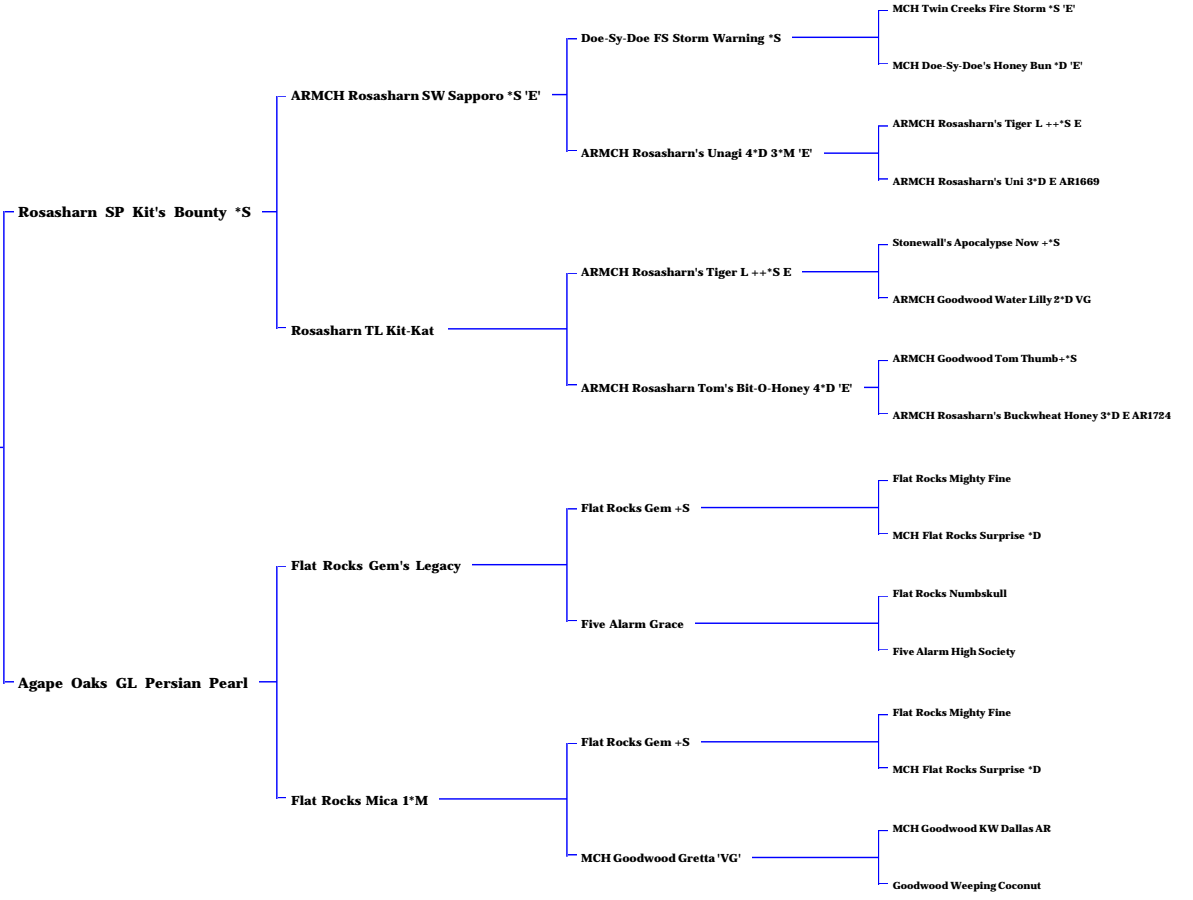 MCH Twin Creeks Fire Storm *S 'E'
Doe-Sy-Doe FS Storm Warning *S
MCH Doe-Sy-Doe's Honey Bun *D 'E'
ARMCH Rosasharn SW Sapporo *S 'E'
ARMCH Rosasharn's Tiger L ++*S E
ARMCH Rosasharn's Unagi 4*D 3*M 'E'
ARMCH Rosasharn's Uni 3*D E AR1669
Rosasharn SP Kit's Bounty *S
Stonewall's Apocalypse Now +*S
ARMCH Rosasharn's Tiger L ++*S E
ARMCH Goodwood Water Lilly 2*D VG
Rosasharn TL Kit-Kat
ARMCH Goodwood Tom Thumb+*S
ARMCH Rosasharn Tom's Bit-O-Honey 4*D 'E'
ARMCH Rosasharn's Buckwheat Honey 3*D E AR1724
Flat Rocks Mighty Fine
Flat Rocks Gem +S
MCH Flat Rocks Surprise *D
Flat Rocks Gem's Legacy
Flat Rocks Numbskull
Five Alarm Grace
Five Alarm High Society
Agape Oaks GL Persian Pearl
Flat Rocks Mighty Fine
Flat Rocks Gem +S
MCH Flat Rocks Surprise *D
Flat Rocks Mica 1*M
MCH Goodwood KW Dallas AR
MCH Goodwood Gretta 'VG'
Goodwood Weeping Coconut